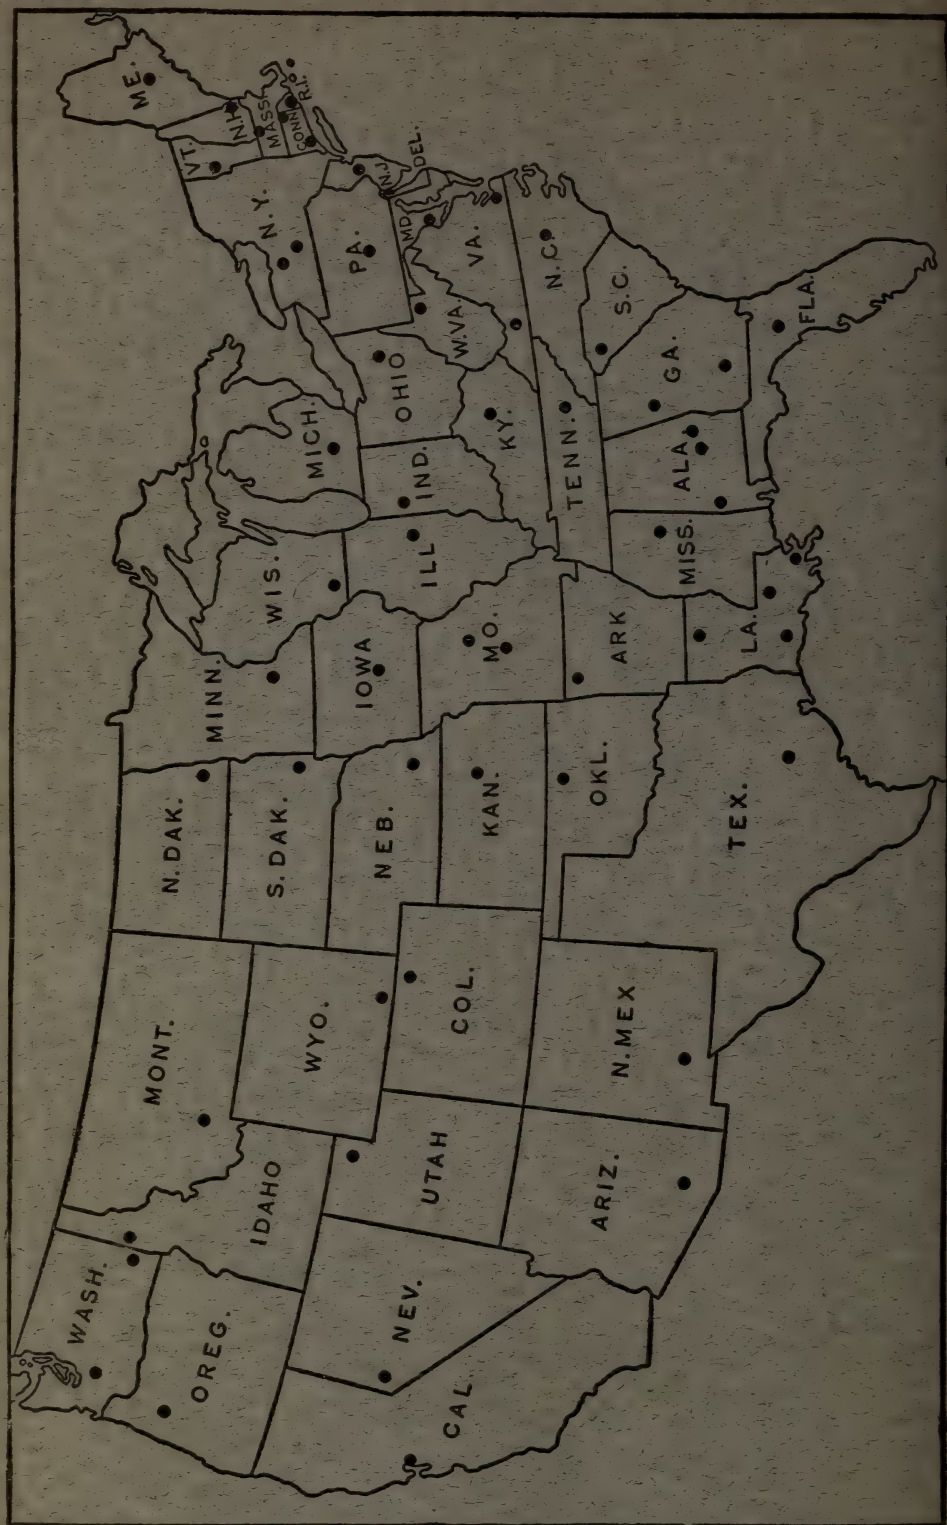 WASH.
OREG.
CAL.
NEV.
IDAHO
MONT.
WYO.
UTAH
ARIZ.
COL.
N.MEX
N. DAK.
S. DAK.
NEB.
KAN.
OKL.
TEX.
MINN.
IOWA
MO.
ARK
LA.
WIS.
ILL
MICH.
IND.
OHIO
KY.
TENN.
MISS.
ALA.
GA.
FLA.
S.C.
N.C.
VA.
W.VA.
MD.
DEL.
PA.
N.J.
N.Y.
CONN.
R.I.
MASS.
VT.
N.H.
ME.